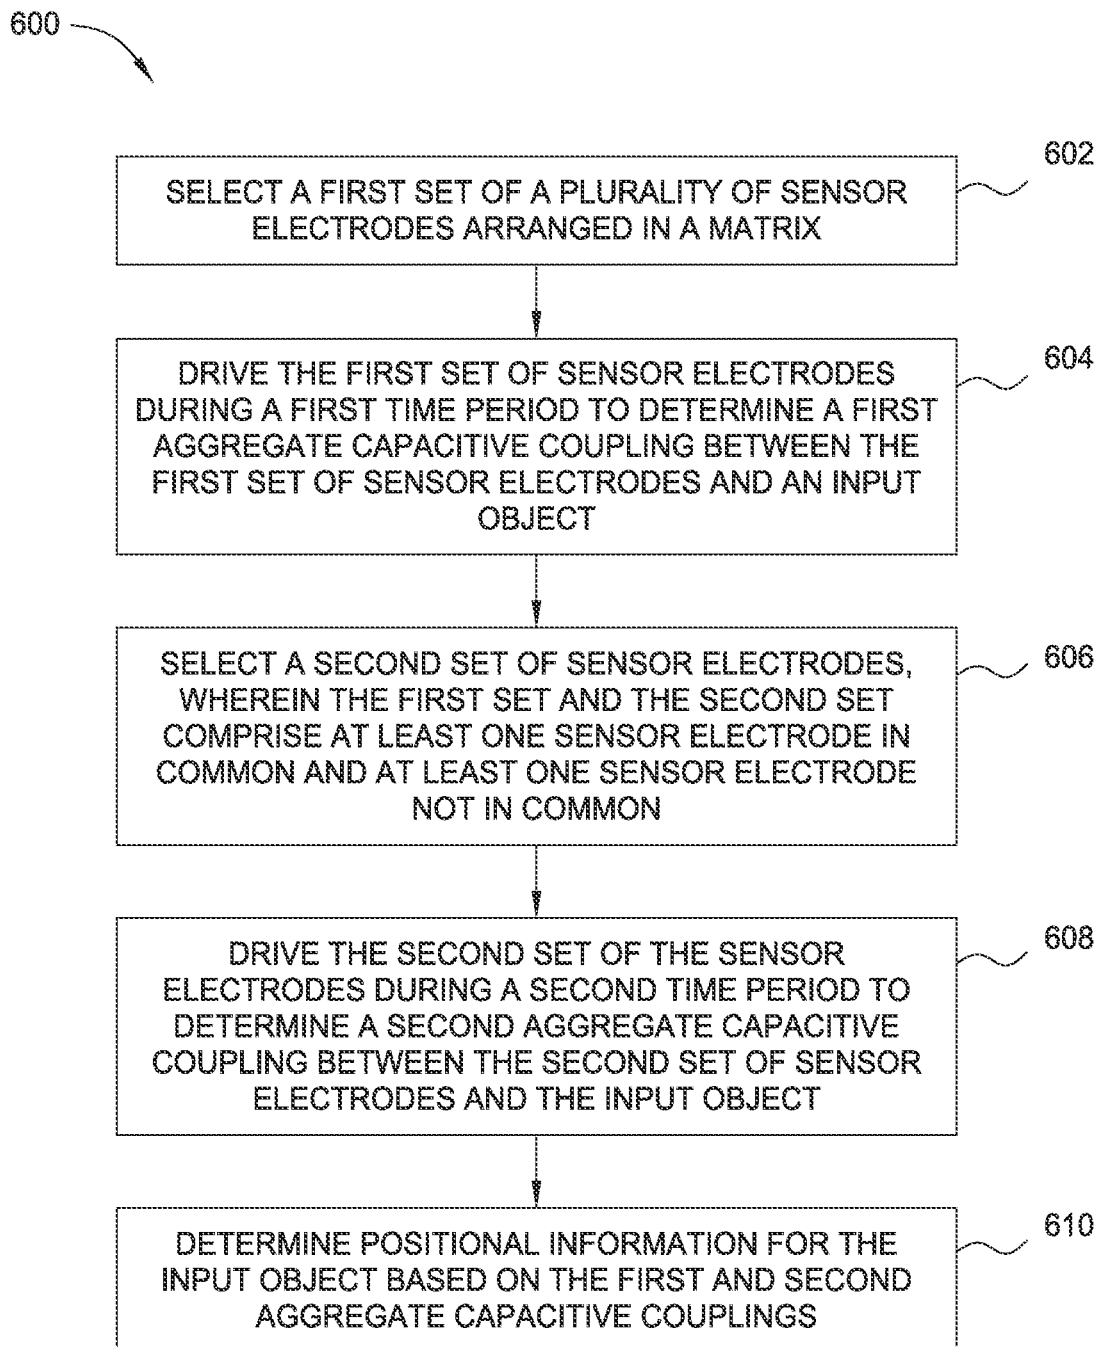 600
602
SELECT A FIRST SET OF A PLURALITY OF SENSOR
ELECTRODES ARRANGED IN A MATRIX
604
DRIVE THE FIRST SET OF SENSOR ELECTRODES
DURING A FIRST TIME PERIOD TO DETERMINE A FIRST
AGGREGATE CAPACITIVE COUPLING BETWEEN THE
FIRST SET OF SENSOR ELECTRODES AND AN INPUT
OBJECT
606
SELECT A SECOND SET OF SENSOR ELECTRODES,
WHEREIN THE FIRST SET AND THE SECOND SET
COMPRISE AT LEAST ONE SENSOR ELECTRODE IN
COMMON AND AT LEAST ONE SENSOR ELECTRODE
NOT IN COMMON
608
DRIVE THE SECOND SET OF THE SENSOR
ELECTRODES DURING A SECOND TIME PERIOD TO
DETERMINE A SECOND AGGREGATE CAPACITIVE
COUPLING BETWEEN THE SECOND SET OF SENSOR
ELECTRODES AND THE INPUT OBJECT
610
DETERMINE POSITIONAL INFORMATION FOR THE
INPUT OBJECT BASED ON THE FIRST AND SECOND
AGGREGATE CAPACITIVE COUPLINGS